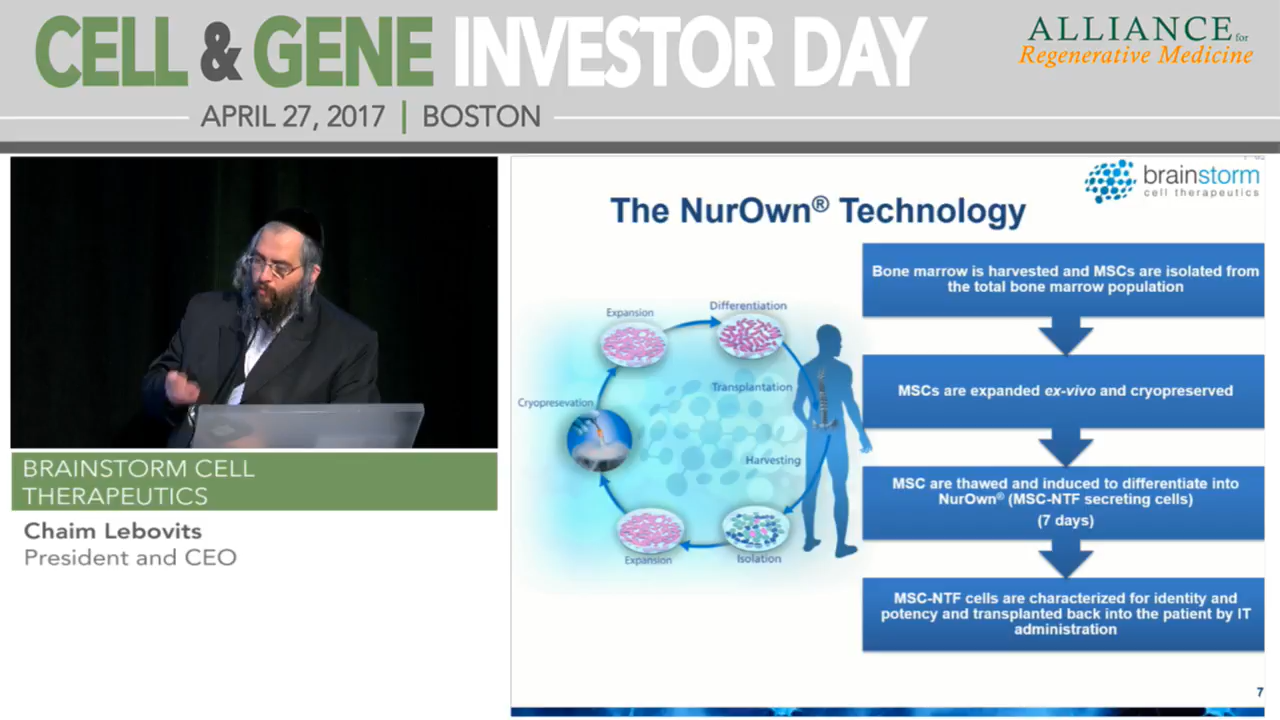 CELL & GENE INVESTOR DAY
APRIL 27, 2017 | BOSTON
ALLIANCE for
Regenerative Medicine
BRAINSTORM CELL
THERAPEUTICS
Chaim Lebovits
President and CEO
brainstorm
cell therapeutics
The NurOwn® Technology
Expansion
Differentiation
Transplantation
Cryopresevation
Harvesting
Expansion
Isolation
Bone marrow is harvested and MSCs are isolated from
the total bone marrow population
MSCs are expanded ex-vivo and cryopreserved
MSC are thawed and induced to differentiate into
NurOwn® (MSC-NTF secreting cells)
(7 days)
MSC-NTF cells are characterized for identity and
potency and transplanted back into the patient by IT
administration
7